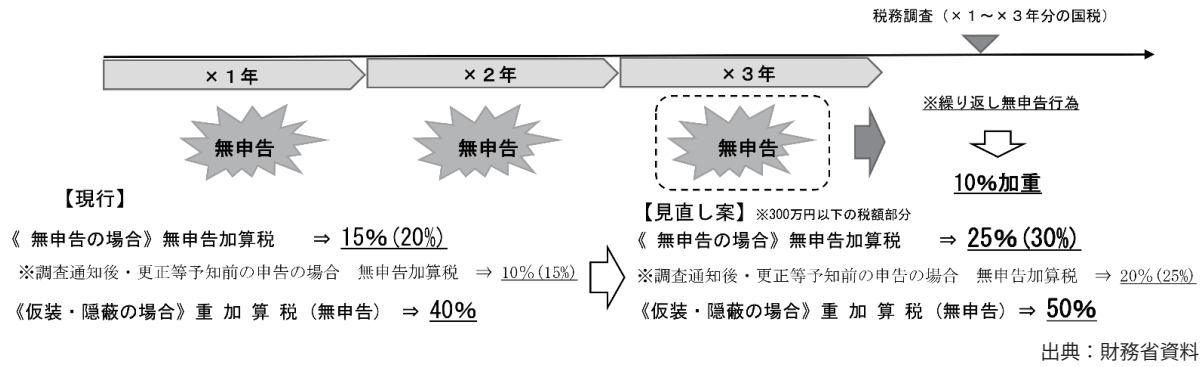 税務調査（×１～×３年分の国税）
×１年
×２年
×３年
無申告
無申告
無申告
※繰り返し無申告行為
10％加重
【現行】
《 無申告の場合》無申告加算税 ⇒ 15％(20％)
※調査通知後・更正等予知前の申告の場合 無申告加算税 ⇒ 10％(15％)
《仮装・隠蔽の場合》重 加 算 税（無申告） ⇒ 40％
【見直し案】※300万円以下の税額部分
《 無申告の場合》無申告加算税 ⇒ 25％(30％)
※調査通知後・更正等予知前の申告の場合 無申告加算税 ⇒ 20％(25％)
《仮装・隠蔽の場合》重 加 算 税（無申告）⇒ 50％
出典：財務省資料